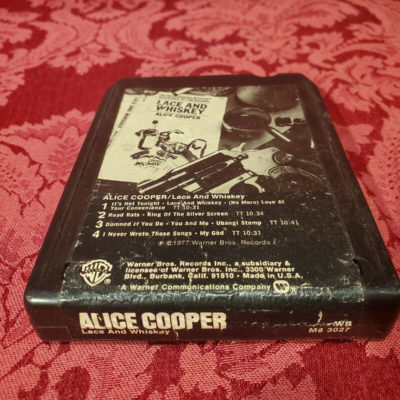 LACE AND
WHISKEY
ALICE COOPER
ALICE COOPER/Lace And Whiskey
1 It's Hot Tonight - Lace And Whiskey - (No More) Love At
Your Convenience TT 10:31
2 Road Rats - King Of The Silver Screen TT 10:34
3 Damned If You Do - You And Me - Ubangi Stomp TT 10:41
4 I Never Wrote Those Songs - My God TT 10:31
℗ © 1977 Warner Bros. Records
Warner Bros. Records Inc., a subsidiary &
licensee of Warner Bros. Inc., 3300 Warner
Blvd., Burbank, Calif. 91510 • Made in U.S.A.
A Warner Communications Company
ALICE COOPER
Lace And Whiskey
WB
M8 3027